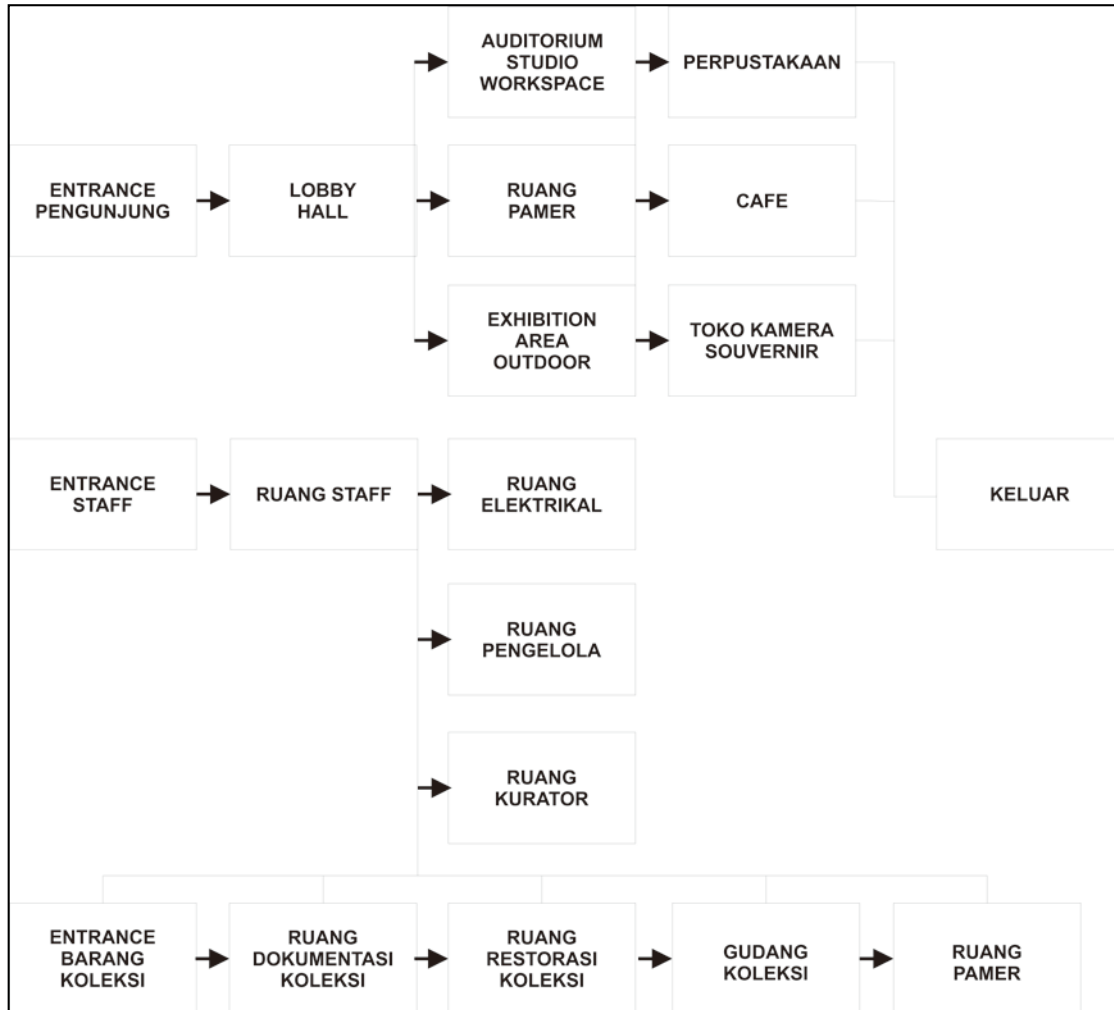 AUDITORIUM
STUDIO
WORKSPACE
PERPUSTAKAAN
ENTRANCE
PENGUNJUNG
LOBBY
HALL
RUANG
PAMER
CAFE
EXHIBITION
AREA
OUTDOOR
TOKO KAMERA
SOUVERNIR
ENTRANCE
STAFF
RUANG STAFF
RUANG
ELEKTRIKAL
KELUAR
RUANG
PENGELOLA
RUANG
KURATOR
ENTRANCE
BARANG
KOLEKSI
RUANG
DOKUMENTASI
KOLEKSI
RUANG
RESTORASI
KOLEKSI
GUDANG
KOLEKSI
RUANG
PAMER